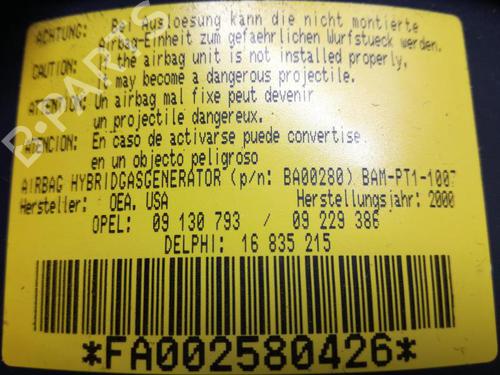 ACHTUNG: Bei Ausloesung kann die nicht montierte
Airbag-Einheit zum gefaehrlichen Wurfstueck werden.
CAUTION: If the airbag unit is not installed properly,
it may become a dangerous projectile.
ATTENTION: Un airbag mal fixe peut devenir
un projectile dangereux.
ATENCION: En caso de activarse puede convertise
en un objecto peligroso
AIRBAG HYBRIDGASGENERATOR (p/n: BA00280) BAM-PT1-1007
Hersteller: OEA. USA Herstellungsjahr: 2000
OPEL: 09 130 793 / 09 229 386
DELPHI: 16 835 215
*FA002580426*
B-PARTS